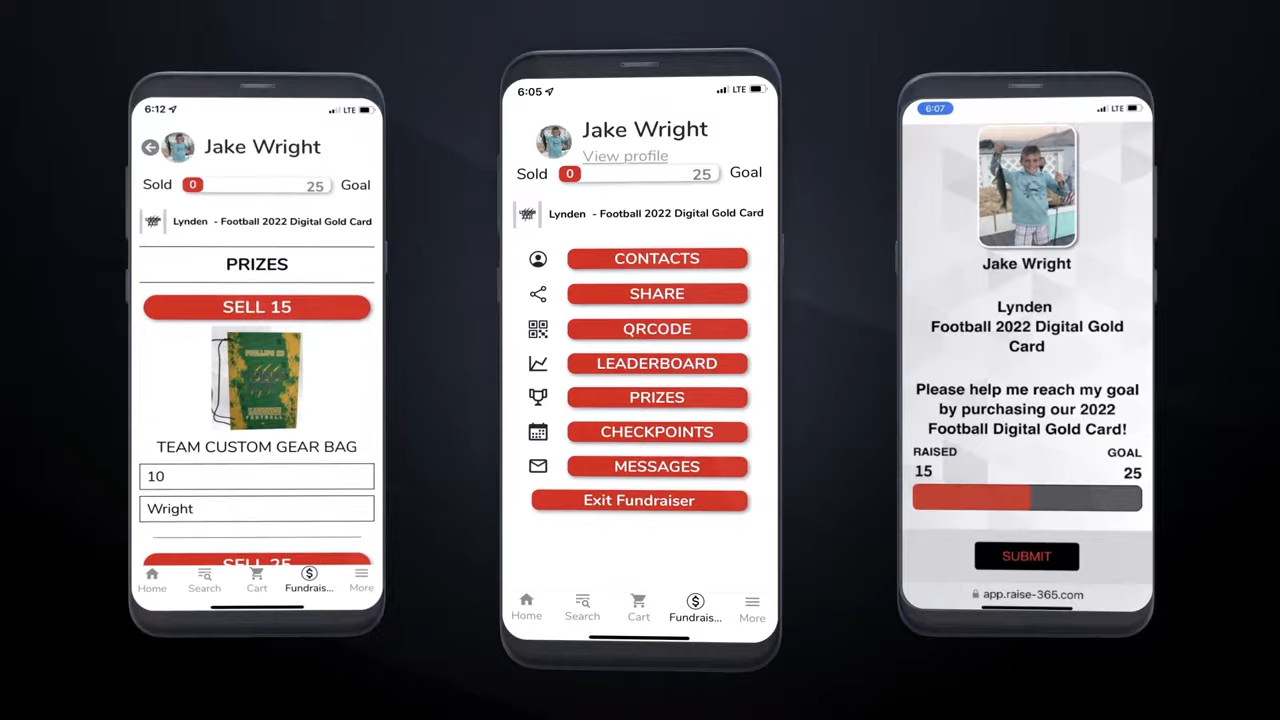 6:12
LTE
Jake Wright
Sold
0
25
Goal
Lynden - Football 2022 Digital Gold Card
PRIZES
SELL 15
TEAM CUSTOM GEAR BAG
10
Wright
SELL 25
Home
Search
Cart
Fundrais...
More
6:05
LTE
Jake Wright
View profile
Sold
0
25
Goal
Lynden - Football 2022 Digital Gold Card
CONTACTS
SHARE
QRCODE
LEADERBOARD
PRIZES
CHECKPOINTS
MESSAGES
Exit Fundraiser
Home
Search
Cart
Fundrais...
More
6:07
LTE
Jake Wright
Lynden
Football 2022 Digital Gold
Card
Please help me reach my goal
by purchasing our 2022
Football Digital Gold Card!
RAISED
GOAL
15
25
SUBMIT
app.raise-365.com